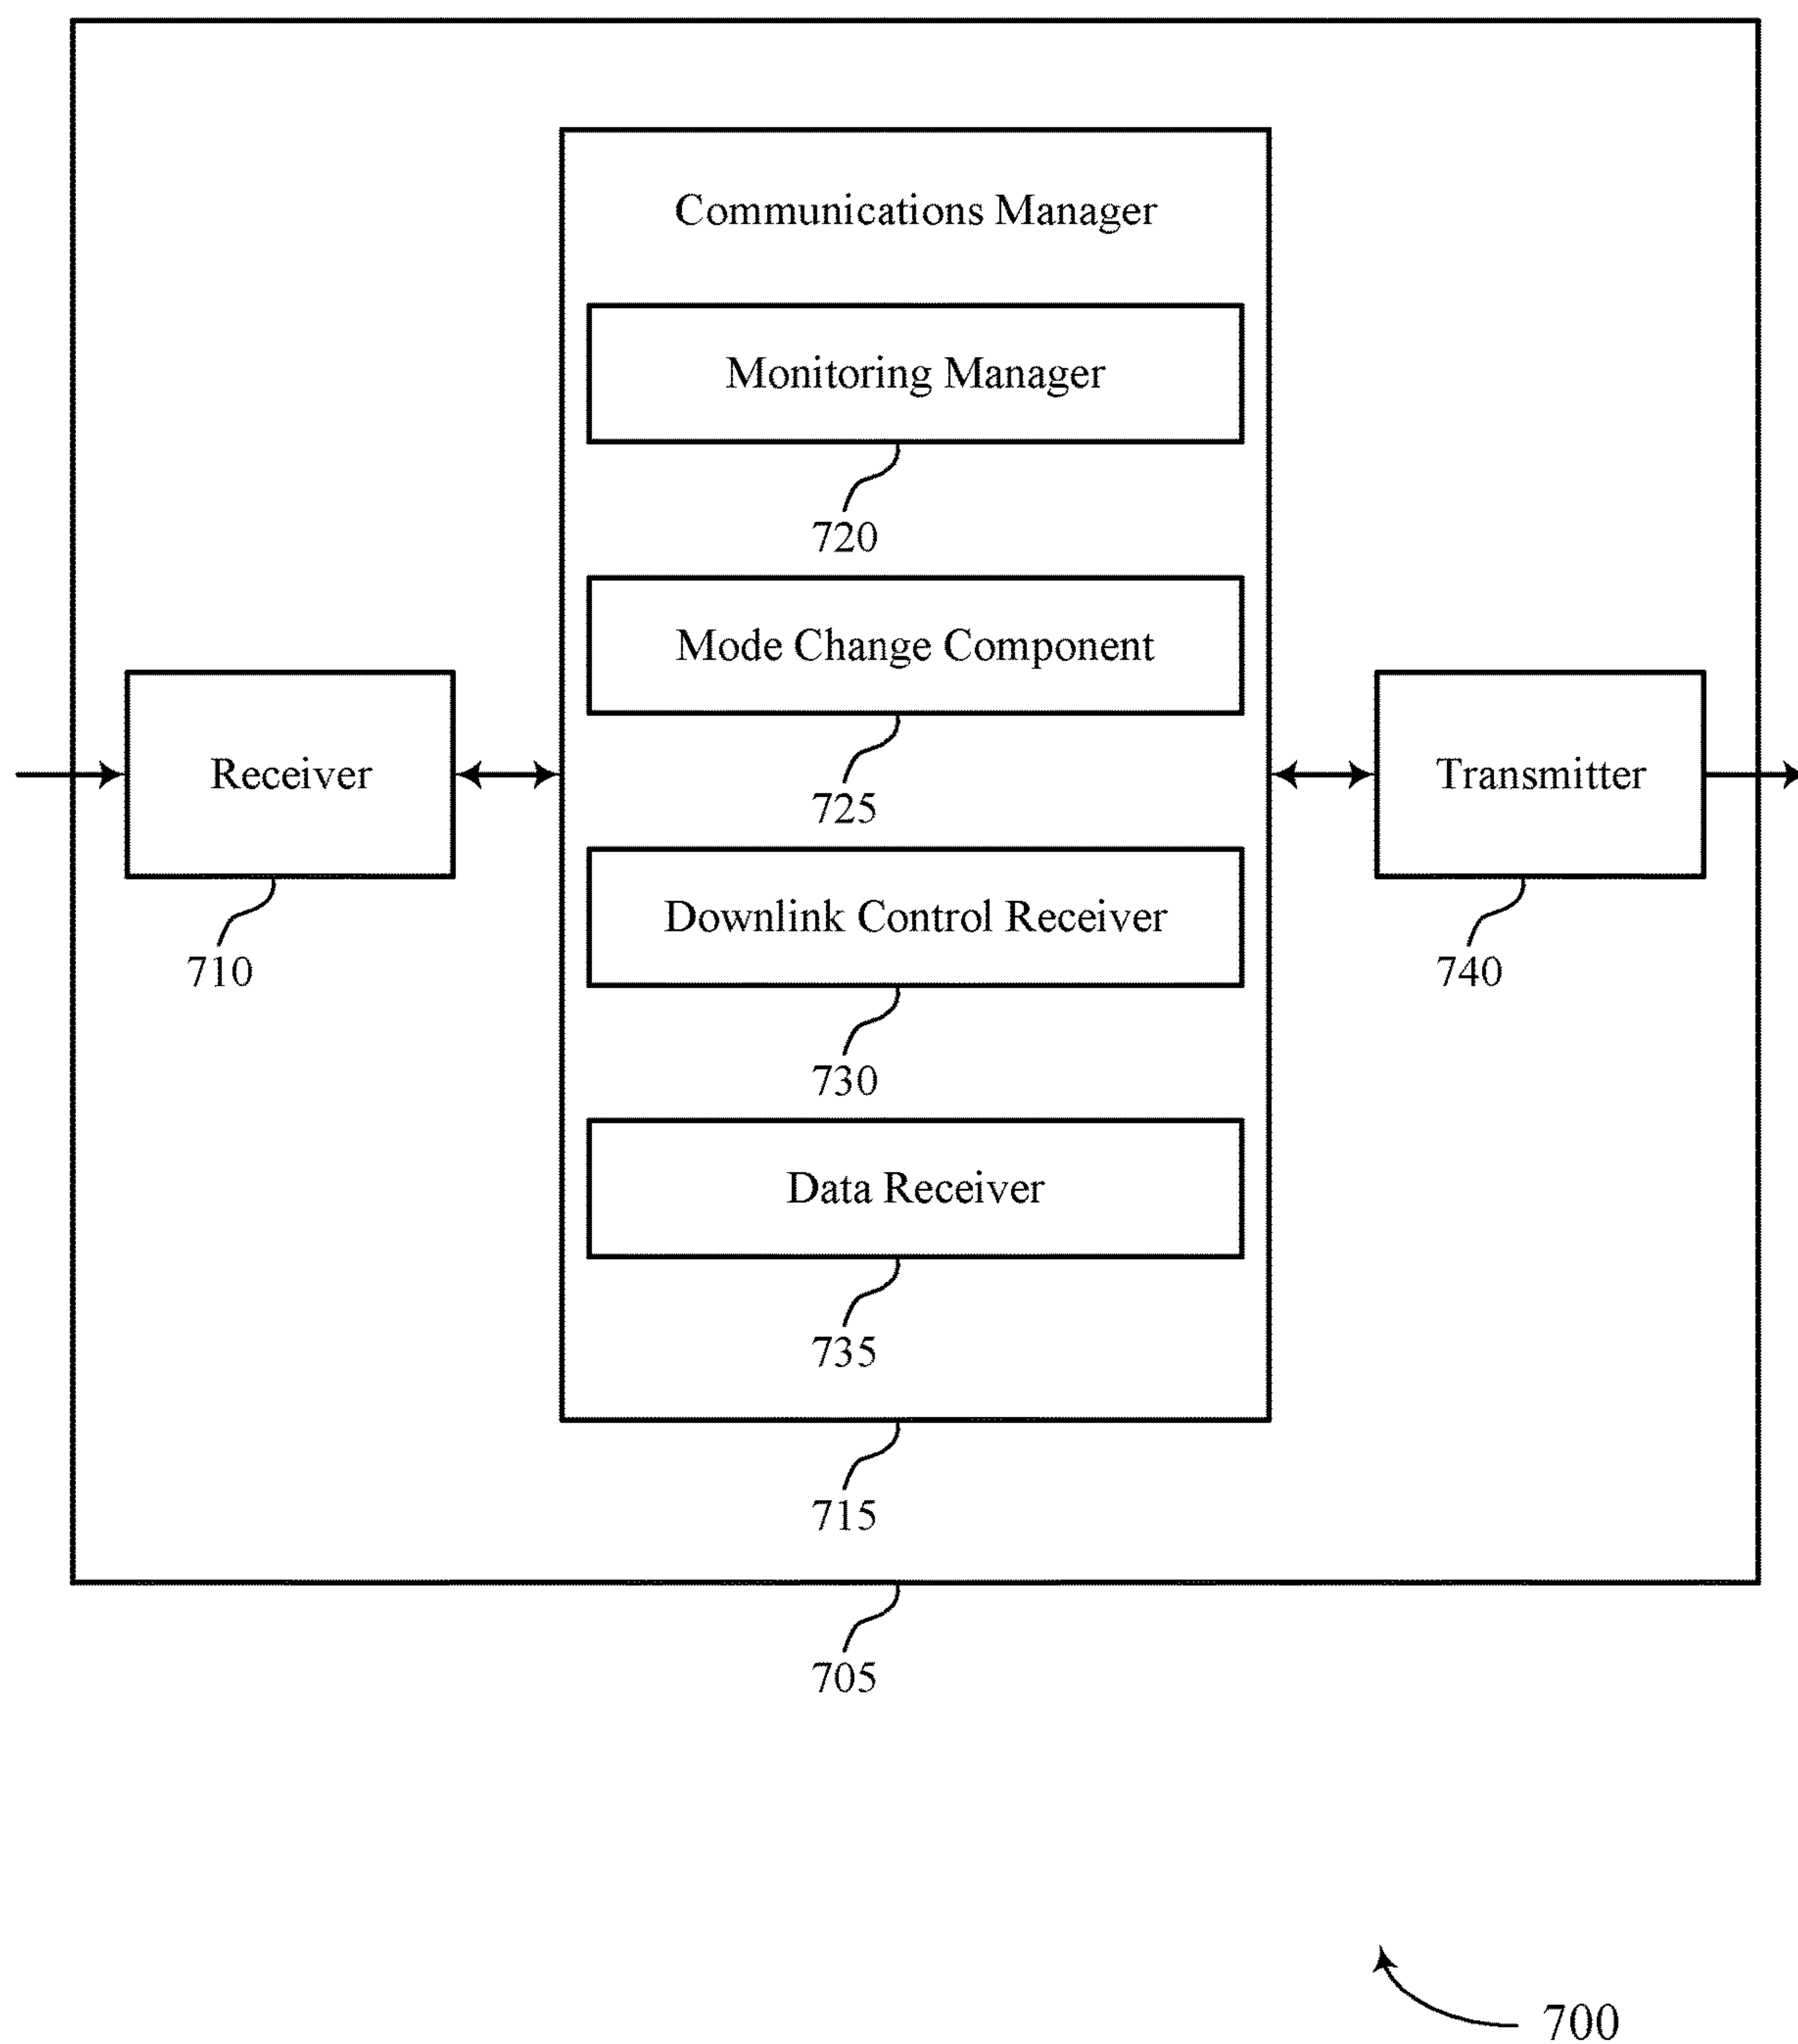 Communications Manager
Monitoring Manager
720
Mode Change Component
725
Receiver
710
Transmitter
740
Downlink Control Receiver
730
Data Receiver
735
715
705
700